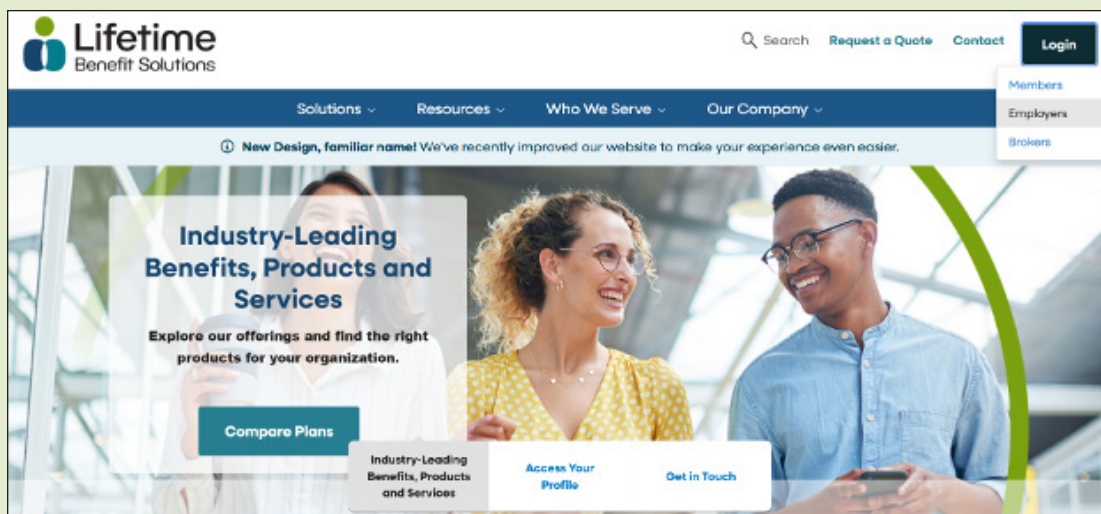 Lifetime
Benefit Solutions
Search Request a Quote Contact Login
Members
Employers
Brokers
Solutions Resources Who We Serve Our Company
New Design, familiar name! We've recently improved our website to make your experience even easier.
Industry-Leading
Benefits, Products and
Services
Explore our offerings and find the right
products for your organization.
Compare Plans
Industry-Leading
Benefits, Products
and Services
Access Your
Profile
Get in Touch